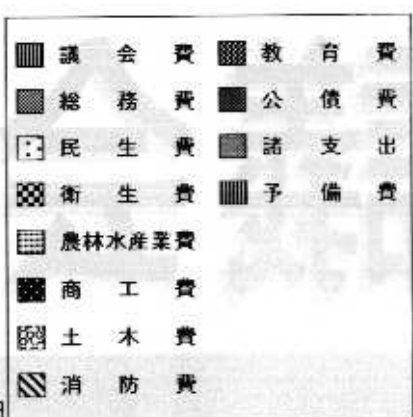 議会費 教育費
総務費 公債費
民生費 諸支出
衛生費 予備費
農林水産業費
商工費
土木費
消防費